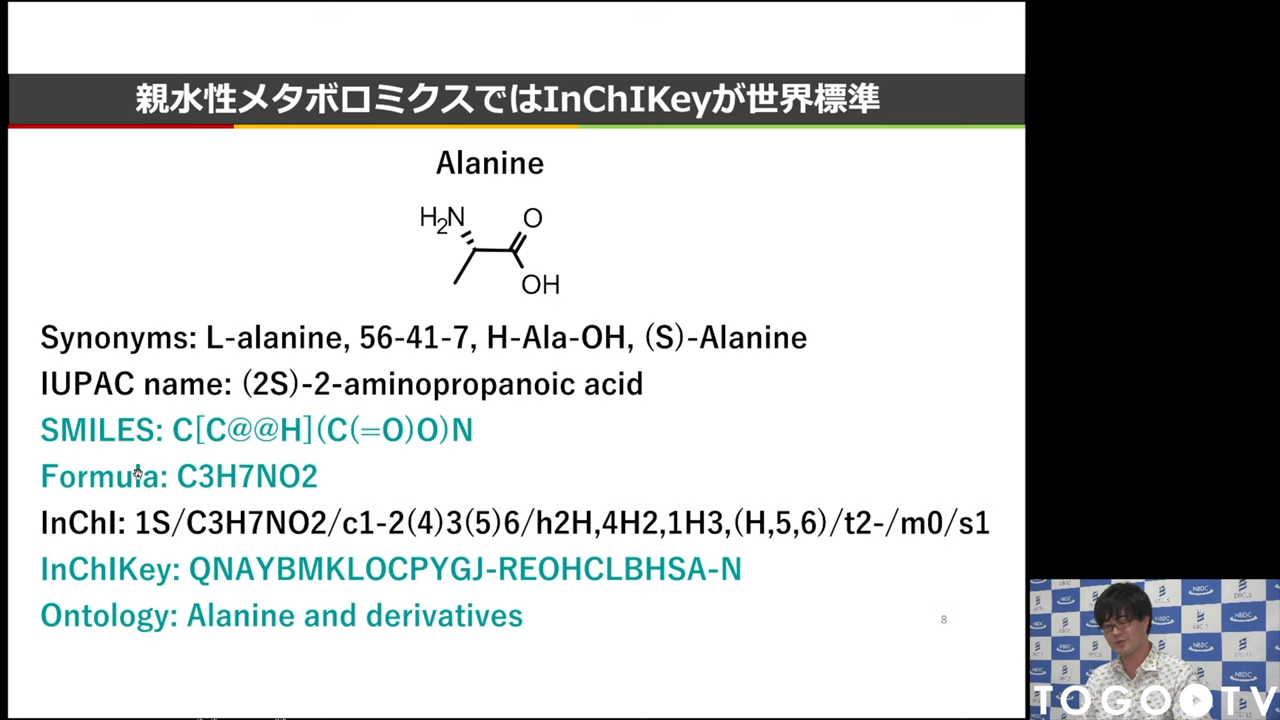 親水性メタボロミクスではInChIKeyが世界標準
Alanine
H2N
O
OH
Synonyms: L-alanine, 56-41-7, H-Ala-OH, (S)-Alanine
IUPAC name: (2S)-2-aminopropanoic acid
SMILES: C[C@@H](C(=O)O)N
Formula: C3H7NO2
InChI: 1S/C3H7NO2/c1-2(4)3(5)6/h2H,4H2,1H3,(H,5,6)/t2-/m0/s1
InChIKey: QNAYBMKLOCPYGJ-REOHCLBHSA-N
Ontology: Alanine and derivatives
8
NBDC
DBCLS
TOGO TV